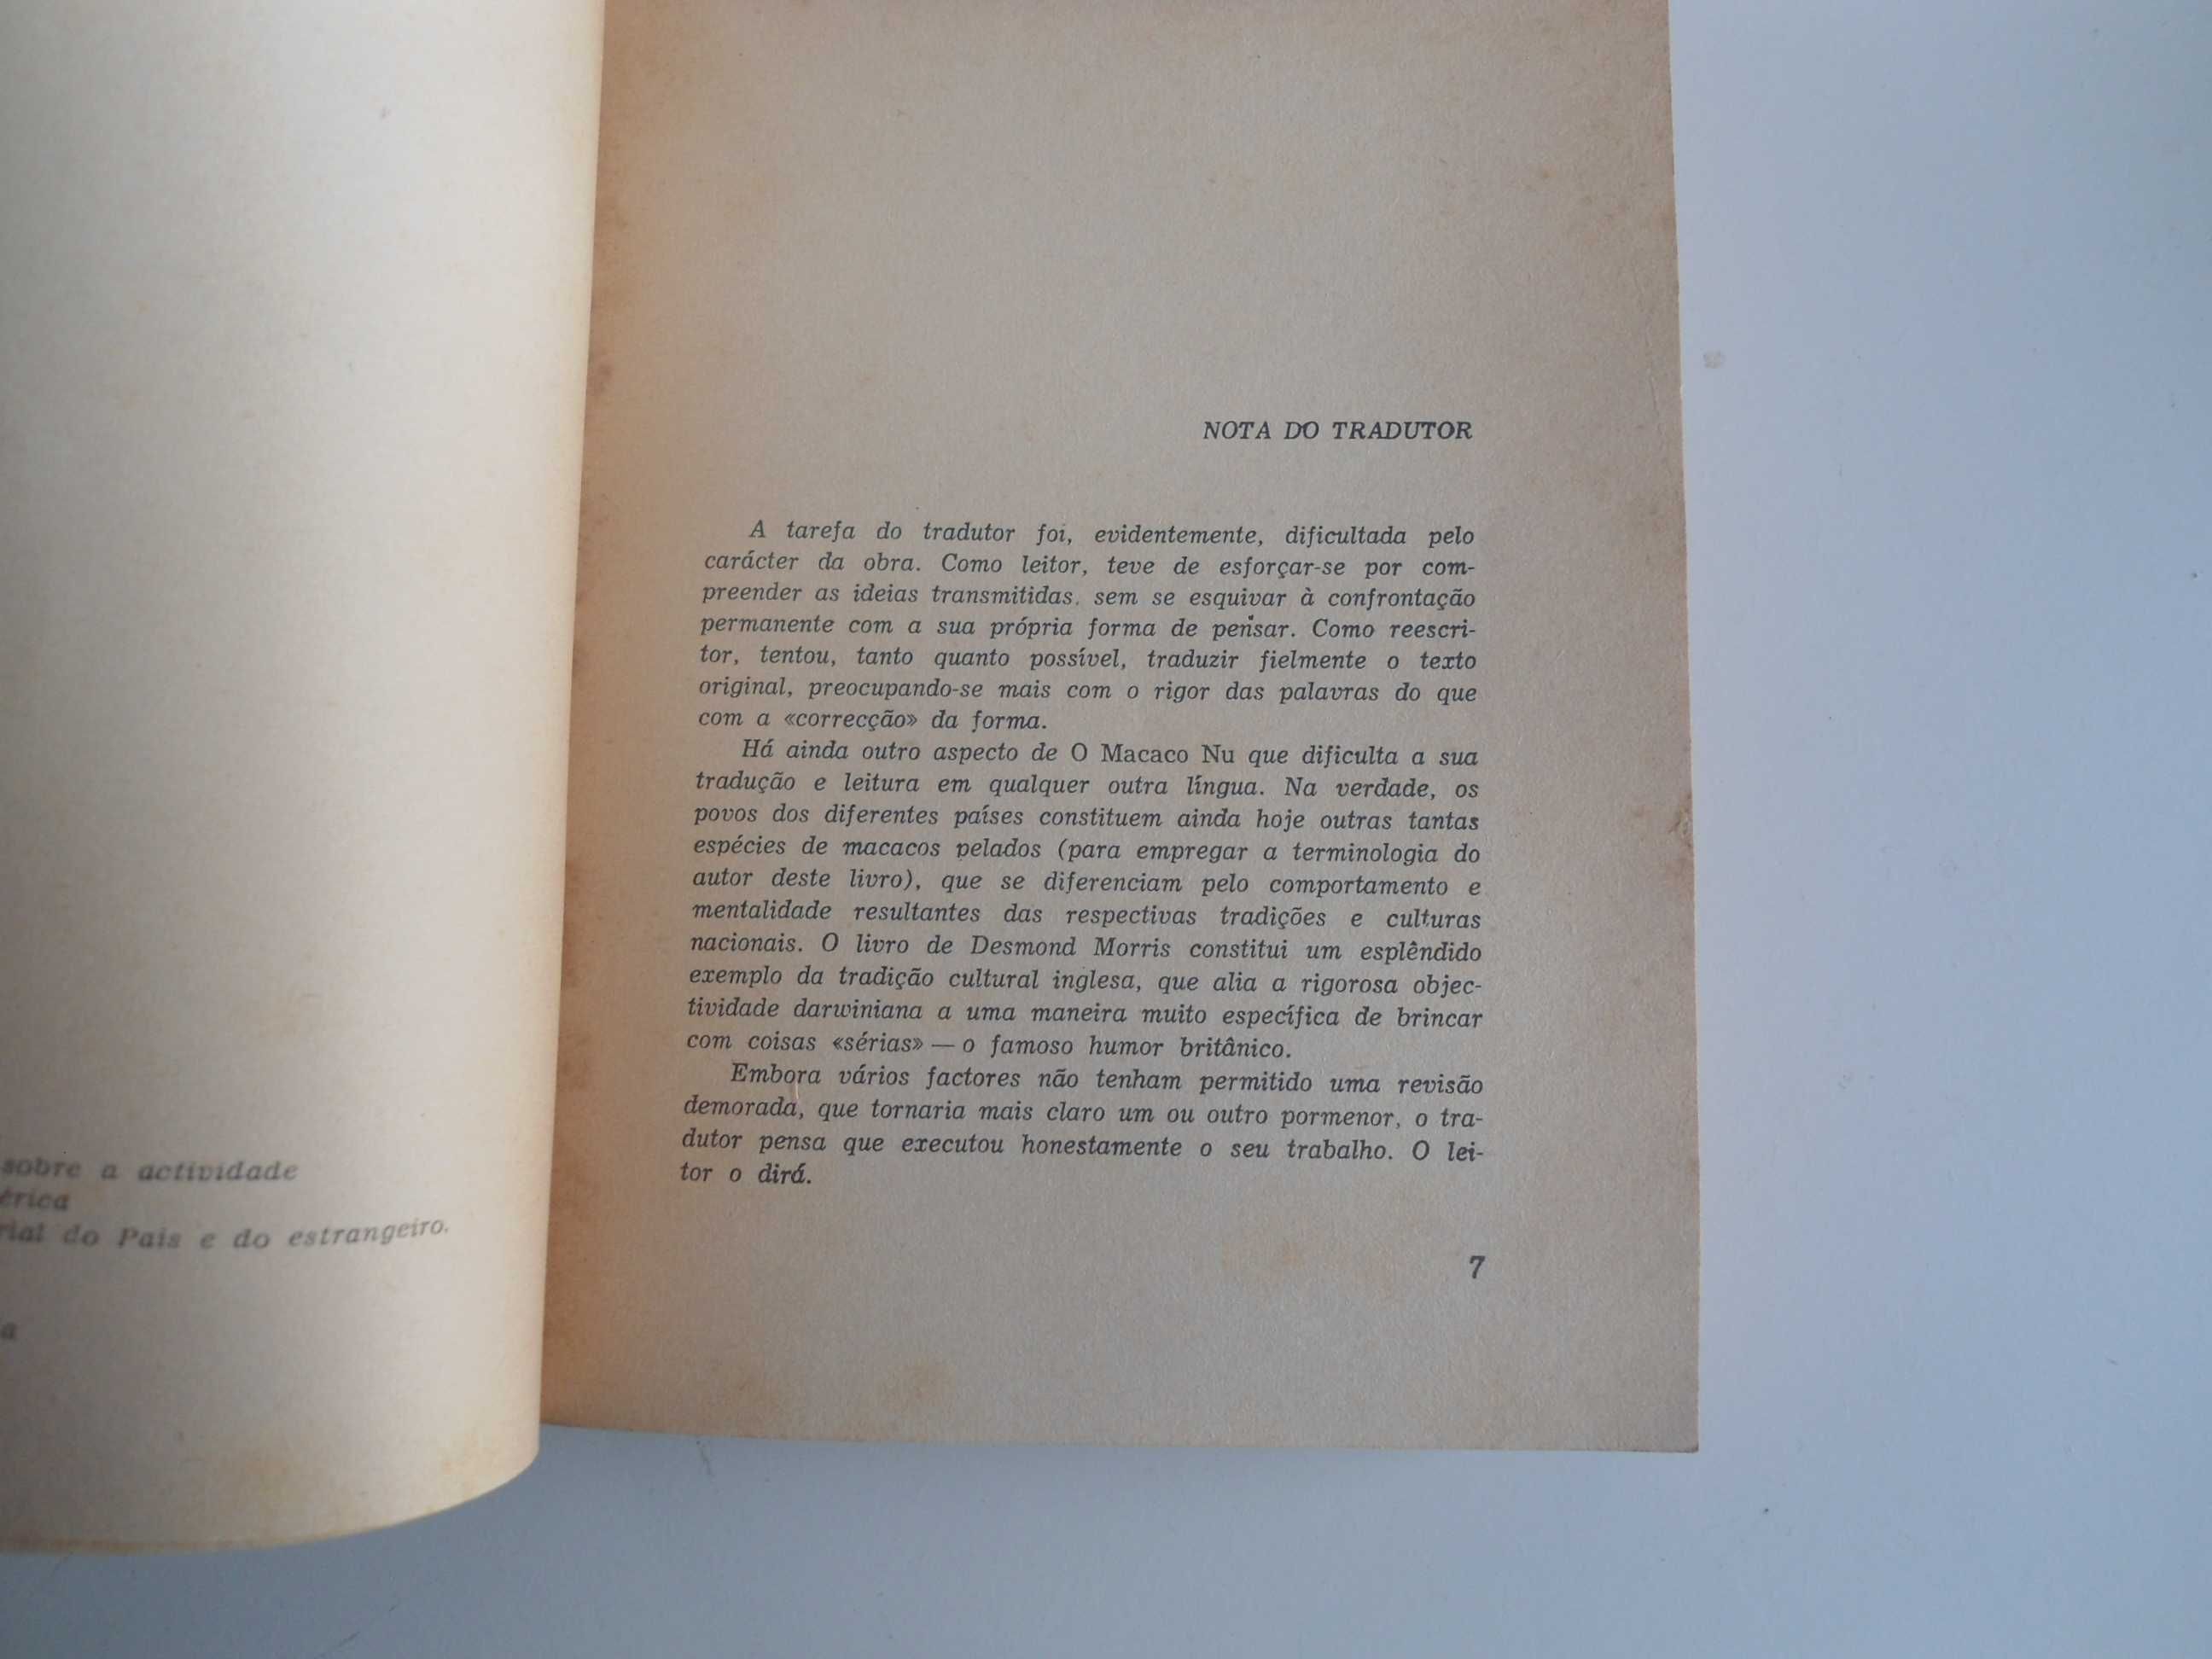 sobre a actividade
do País e do estrangeiro.
NOTA DO TRADUTOR
A tarefa do tradutor foi, evidentemente, dificultada pelo
carácter da obra. Como leitor, teve de esforçar-se por com-
preender as ideias transmitidas. sem se esquivar à confrontação
permanente com a sua própria forma de pensar. Como reescri-
tor, tentou, tanto quanto possível, traduzir fielmente o texto
original, preocupando-se mais com o rigor das palavras do que
com a «correcção» da forma.
Há ainda outro aspecto de O Macaco Nu que dificulta a sua
tradução e leitura em qualquer outra língua. Na verdade, os
povos dos diferentes países constituem ainda hoje outras tantas
espécies de macacos pelados (para empregar a terminologia do
autor deste livro), que se diferenciam pelo comportamento e
mentalidade resultantes das respectivas tradições e culturas
nacionais. O livro de Desmond Morris constitui um esplêndido
exemplo da tradição cultural inglesa, que alia a rigorosa objec-
tividade darwiniana a uma maneira muito específica de brincar
com coisas «sérias» — o famoso humor britânico.
Embora vários factores não tenham permitido uma revisão
demorada, que tornaria mais claro um ou outro pormenor, o tra-
dutor pensa que executou honestamente o seu trabalho. O lei-
tor o dirá.
7